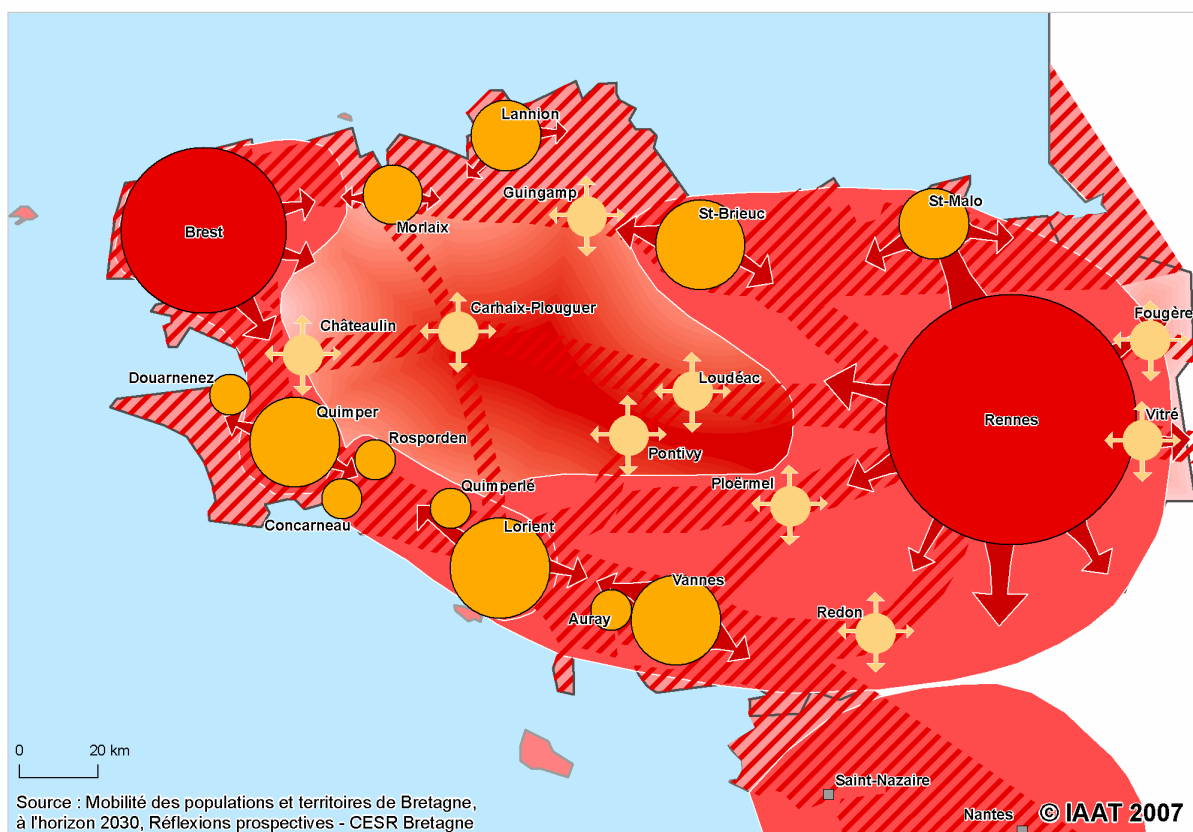 Lannion
Guingamp
Morlaix
Brest
St-Brieuc
St-Malo
Carhaix-Plouguer
Châteaulin
Fougère
Douarnenez
Loudéac
Quimper
Rennes
Vitré
Rosporden
Pontivy
Quimperlé
Ploërmel
Concarneau
Lorient
Vannes
Auray
Redon
0 20 km
Saint-Nazaire
Nantes
Source : Mobilité des populations et territoires de Bretagne,
à l'horizon 2030, Réflexions prospectives - CESR Bretagne
© IAAT 2007